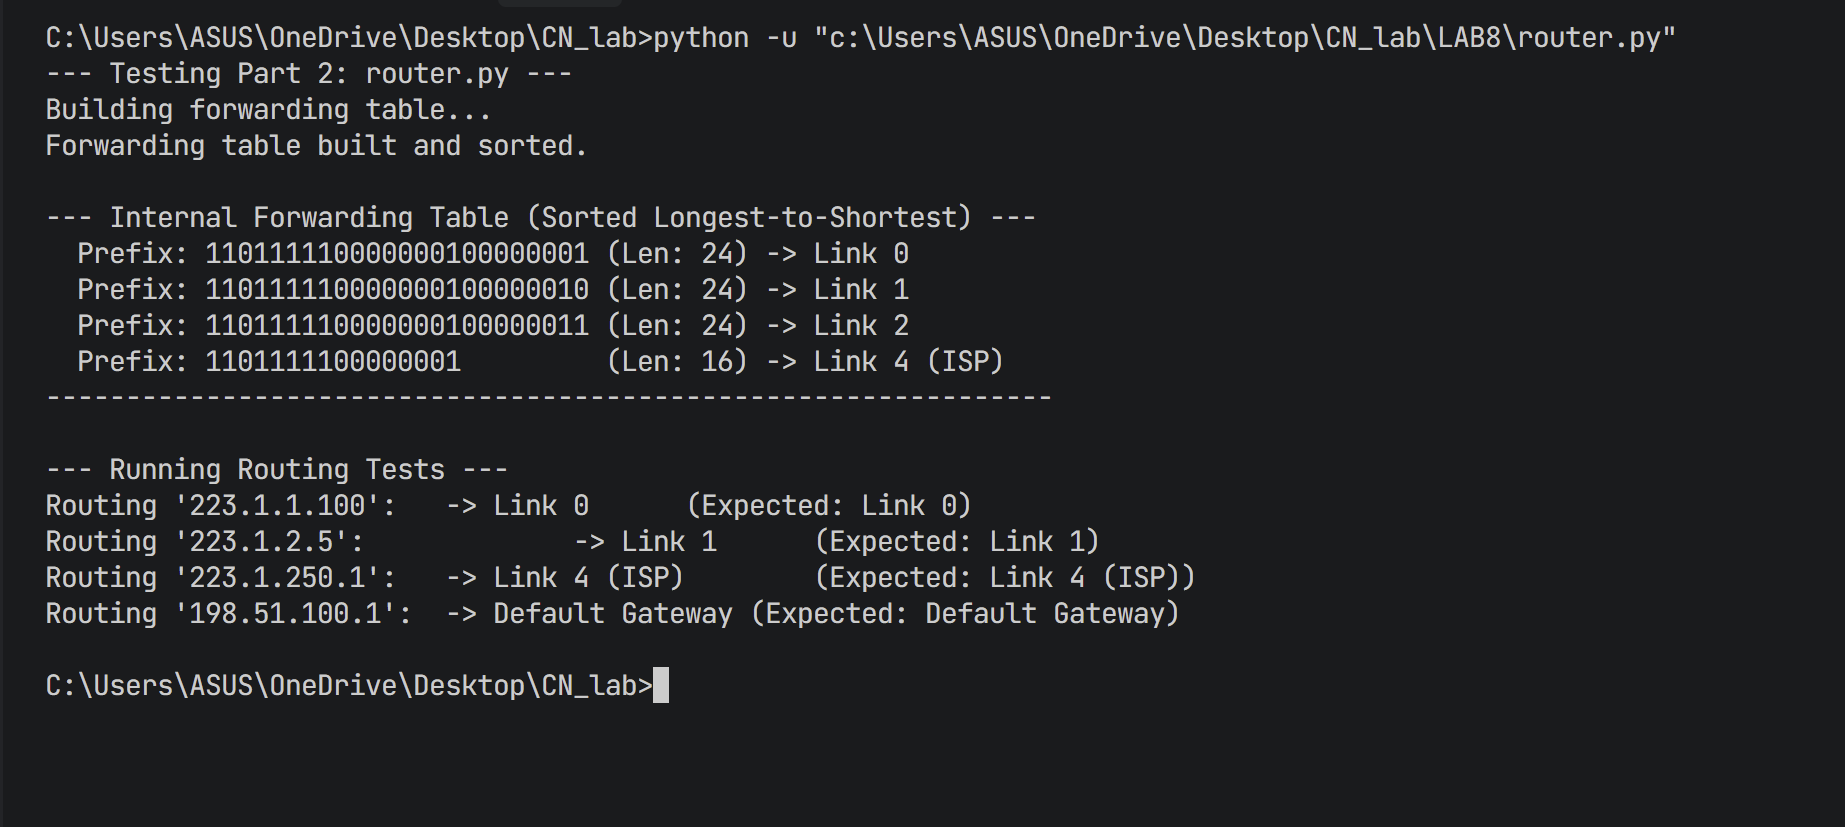 C:\Users\ASUS\OneDrive\Desktop\CN_lab>python -u "c:\Users\ASUS\OneDrive\Desktop\CN_lab\LAB8\router.py"
--- Testing Part 2: router.py ---
Building forwarding table...
Forwarding table built and sorted.

--- Internal Forwarding Table (Sorted Longest-to-Shortest) ---
  Prefix: 110111110000000100000001 (Len: 24) -> Link 0
  Prefix: 110111110000000100000010 (Len: 24) -> Link 1
  Prefix: 110111110000000100000011 (Len: 24) -> Link 2
  Prefix: 1101111100000001         (Len: 16) -> Link 4 (ISP)
---------------------------------------------------------------

--- Running Routing Tests ---
Routing '223.1.1.100':   -> Link 0      (Expected: Link 0)
Routing '223.1.2.5':             -> Link 1      (Expected: Link 1)
Routing '223.1.250.1':   -> Link 4 (ISP)        (Expected: Link 4 (ISP))
Routing '198.51.100.1':  -> Default Gateway (Expected: Default Gateway)

C:\Users\ASUS\OneDrive\Desktop\CN_lab>